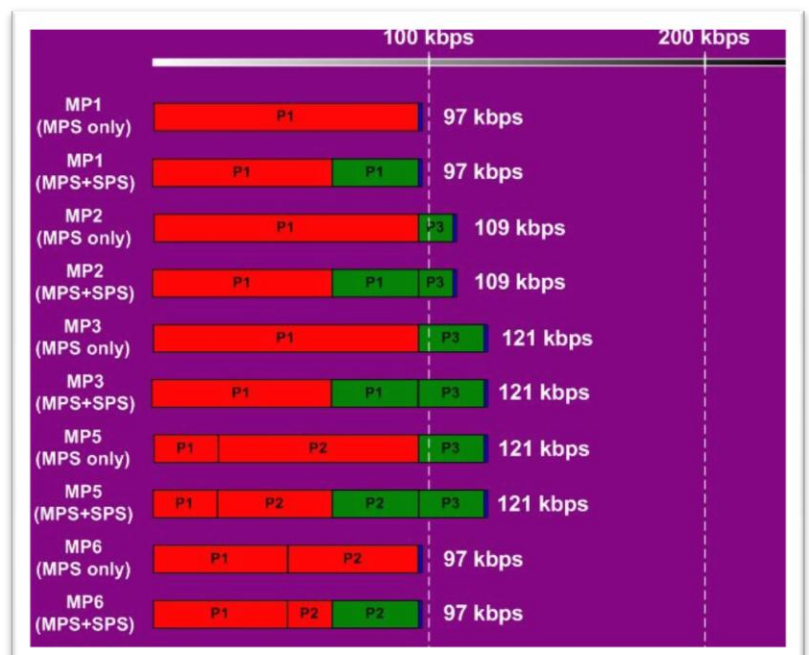 100 kbps 200 kbps
MP1
(MPS only)
P1 97 kbps
MP1
(MPS+SPS)
P1 P1 97 kbps
MP2
(MPS only)
P1 P3 109 kbps
MP2
(MPS+SPS)
P1 P1 P3 109 kbps
MP3
(MPS only)
P1 P3 121 kbps
MP3
(MPS+SPS)
P1 P1 P3 121 kbps
MP5
(MPS only)
P1 P2 P3 121 kbps
MP5
(MPS+SPS)
P1 P2 P2 P3 121 kbps
MP6
(MPS only)
P1 P2 97 kbps
MP6
(MPS+SPS)
P1 P2 P2 97 kbps